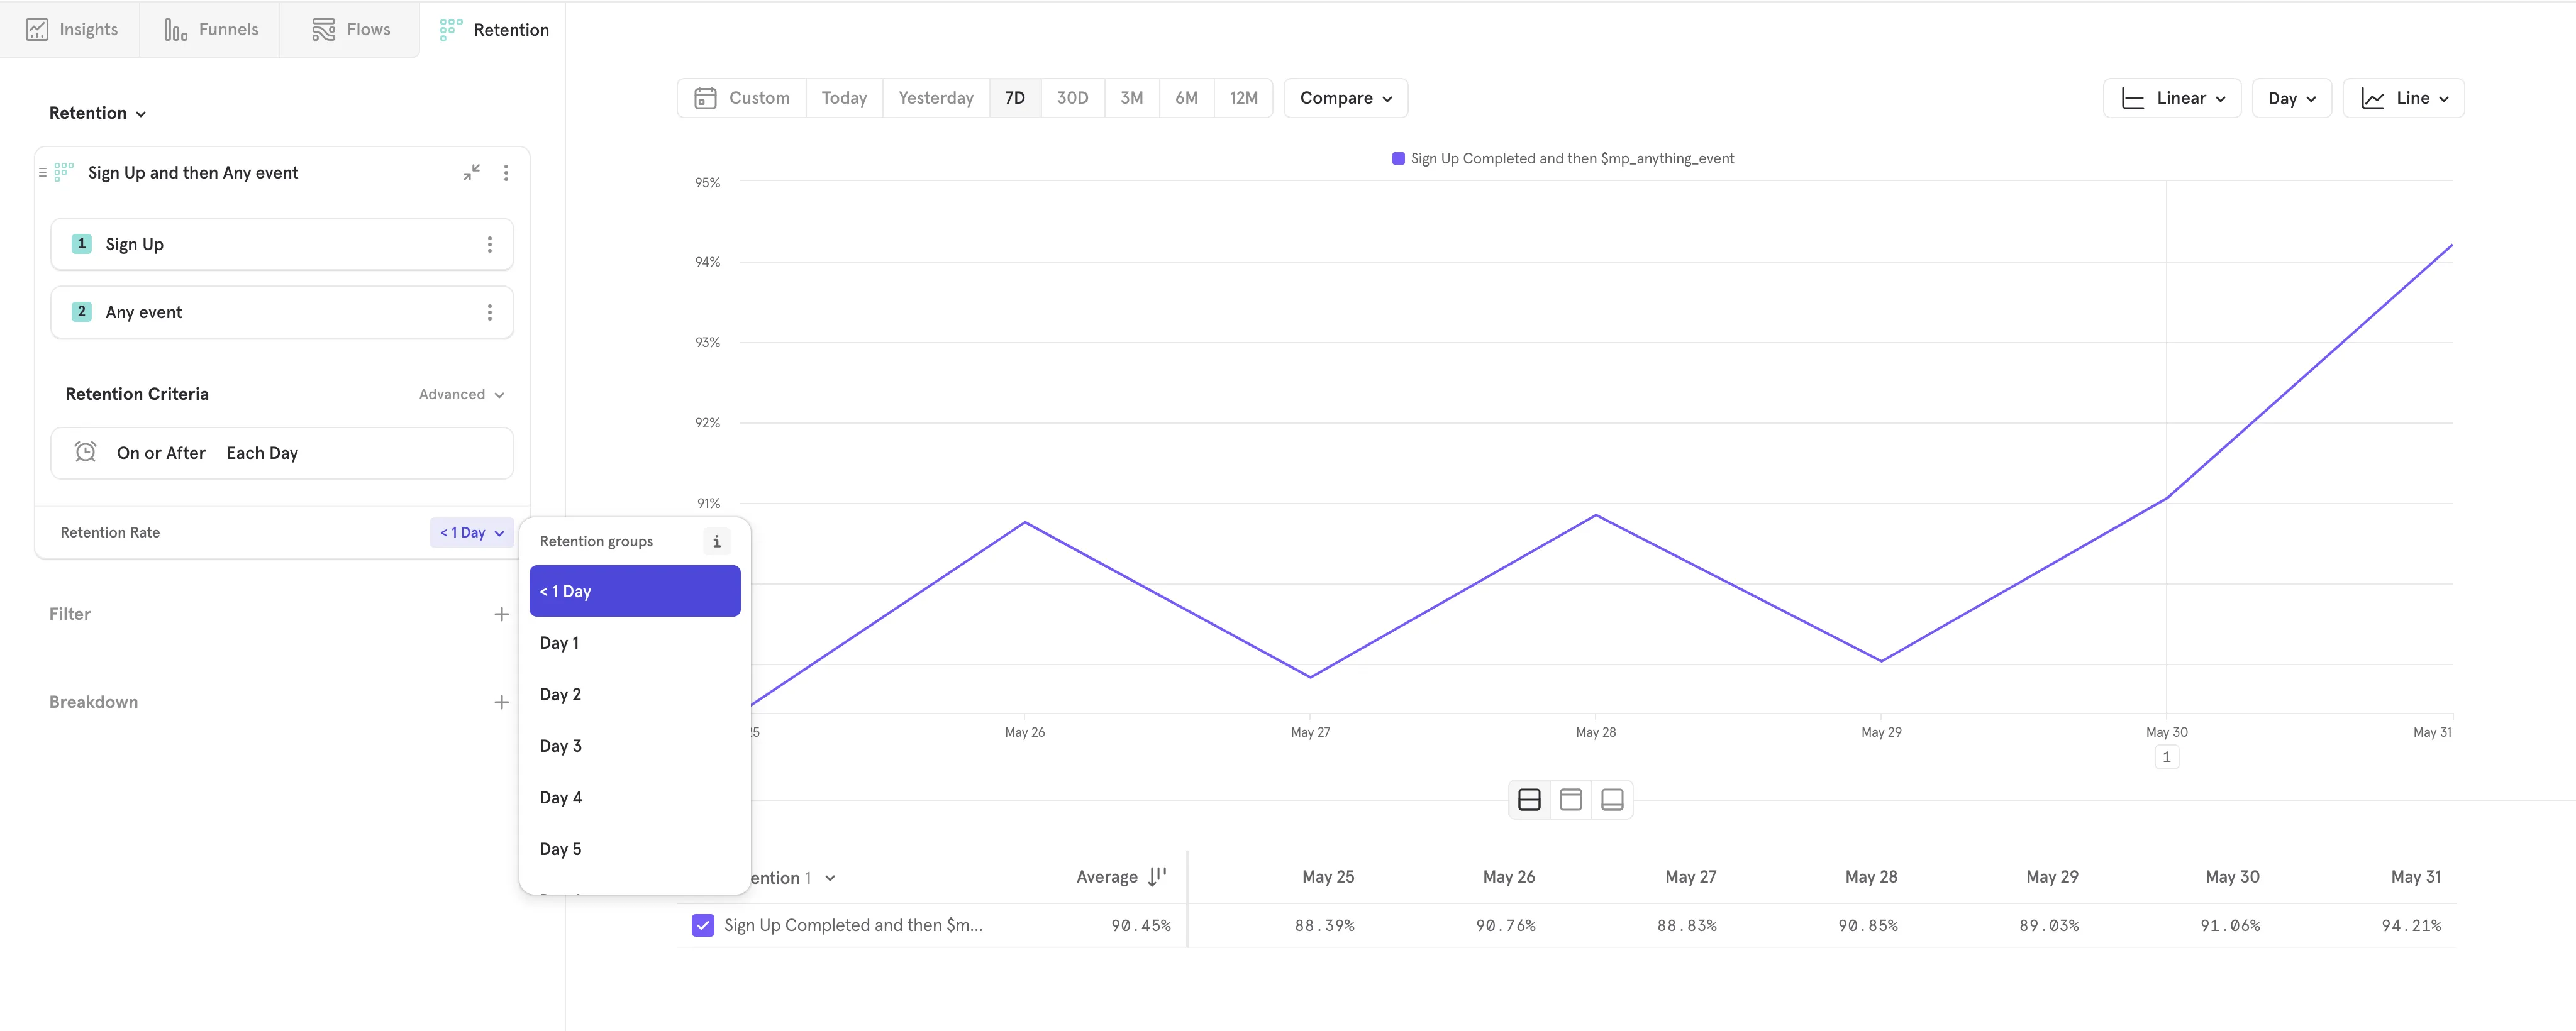 Insights Funnels Flows Retention
Retention
Sign Up and then Any event
1 Sign Up
2 Any event
Retention Criteria Advanced
On or After Each Day
Retention Rate < 1 Day
Filter
Breakdown
Retention groups i
< 1 Day
Day 1
Day 2
Day 3
Day 4
Day 5
Custom Today Yesterday 7D 30D 3M 6M 12M Compare
Linear Day Line
Sign Up Completed and then $mp_anything_event
95%
94%
93%
92%
91%
25 May 26 May 27 May 28 May 29 May 30 May 31
1
ention 1 Average May 25 May 26 May 27 May 28 May 29 May 30 May 31
Sign Up Completed and then $m... 90.45% 88.39% 90.76% 88.83% 90.85% 89.03% 91.06% 94.21%